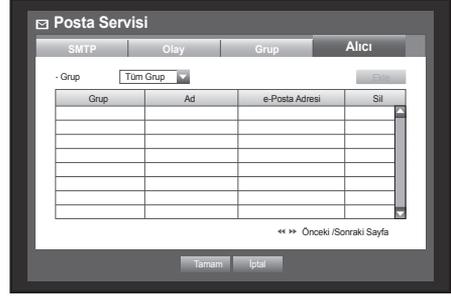 Posta Servisi
SMTP Olay Grup Alıcı
- Grup Tüm Grup Ekle
Grup Ad e-Posta Adresi Sil
Önceki /Sonraki Sayfa
Tamam İptal